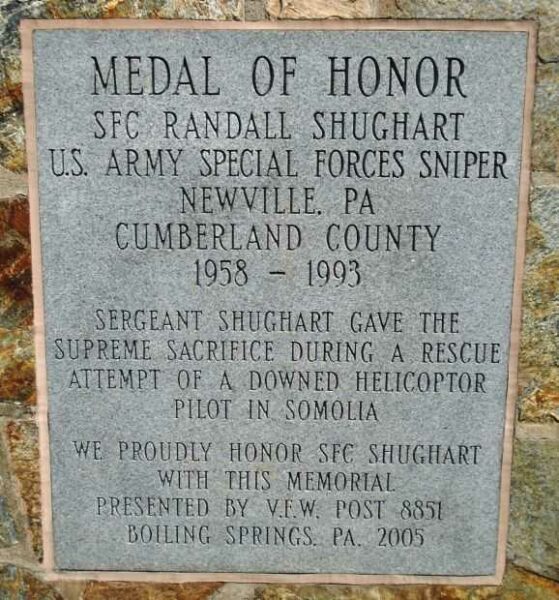 MEDAL OF HONOR
SFC RANDALL SHUGHART
U.S. ARMY SPECIAL FORCES SNIPER
NEWVILLE, PA
CUMBERLAND COUNTY
1958 – 1993
SERGEANT SHUGHART GAVE THE
SUPREME SACRIFICE DURING A RESCUE
ATTEMPT OF A DOWNED HELICOPTOR
PILOT IN SOMOLIA
WE PROUDLY HONOR SFC SHUGHART
WITH THIS MEMORIAL
PRESENTED BY V.F.W. POST 8851
BOILING SPRINGS, PA. 2005